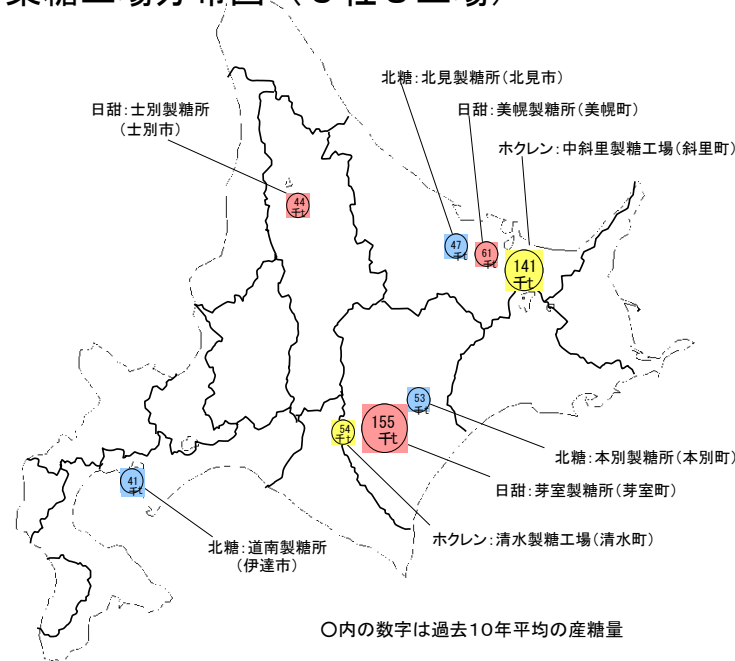 菜糖工場分布図（３社８工場）
北糖：北見製糖所（北見市）
日甜：士別製糖所
（士別市）
日甜：美幌製糖所（美幌町）
ホクレン：中斜里製糖工場（斜里町）
44
千t
47
千t
61
千t
141
千t
53
千t
155
千t
54
千t
北糖：本別製糖所（本別町）
41
千t
日甜：芽室製糖所（芽室町）
ホクレン：清水製糖工場（清水町）
北糖：道南製糖所
（伊達市）
〇内の数字は過去１０年平均の産糖量